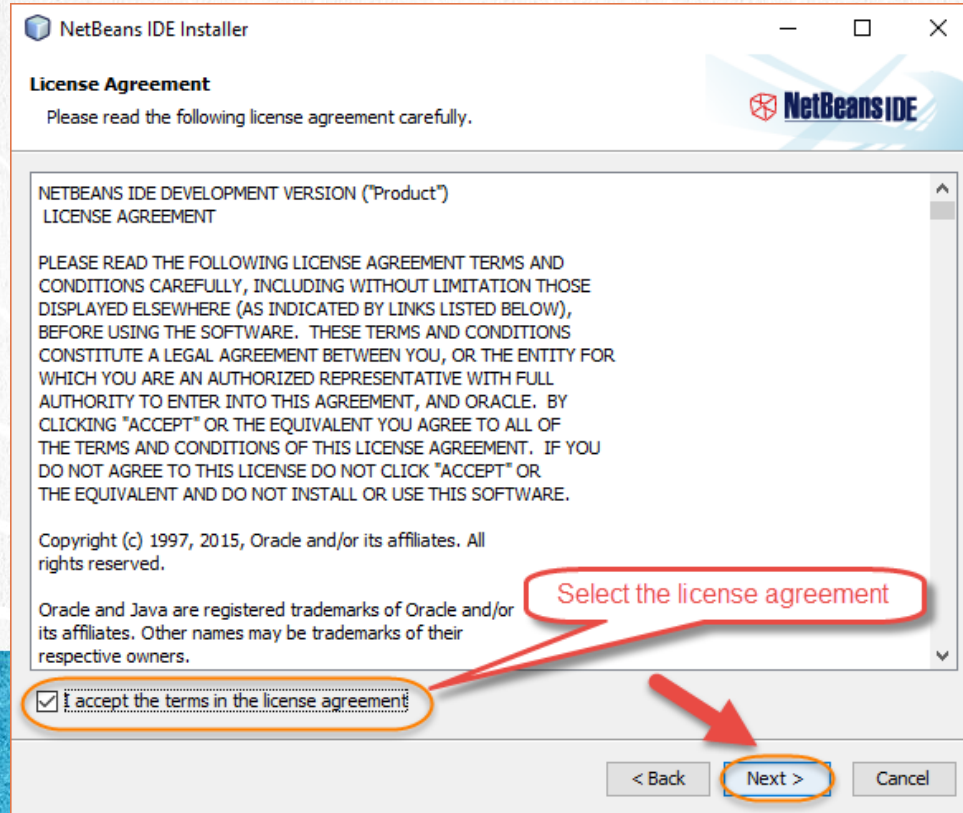 NetBeans IDE Installer
License Agreement
Please read the following license agreement carefully.
NetBeans IDE
NETBEANS IDE DEVELOPMENT VERSION ("Product")
LICENSE AGREEMENT
PLEASE READ THE FOLLOWING LICENSE AGREEMENT TERMS AND
CONDITIONS CAREFULLY, INCLUDING WITHOUT LIMITATION THOSE
DISPLAYED ELSEWHERE (AS INDICATED BY LINKS LISTED BELOW),
BEFORE USING THE SOFTWARE.  THESE TERMS AND CONDITIONS
CONSTITUTE A LEGAL AGREEMENT BETWEEN YOU, OR THE ENTITY FOR
WHICH YOU ARE AN AUTHORIZED REPRESENTATIVE WITH FULL
AUTHORITY TO ENTER INTO THIS AGREEMENT, AND ORACLE.  BY
CLICKING "ACCEPT" OR THE EQUIVALENT YOU AGREE TO ALL OF
THE TERMS AND CONDITIONS OF THIS LICENSE AGREEMENT.  IF YOU
DO NOT AGREE TO THIS LICENSE DO NOT CLICK "ACCEPT" OR
THE EQUIVALENT AND DO NOT INSTALL OR USE THIS SOFTWARE.
Copyright (c) 1997, 2015, Oracle and/or its affiliates. All
rights reserved.
Oracle and Java are registered trademarks of Oracle and/or
its affiliates. Other names may be trademarks of their
respective owners.
Select the license agreement
I accept the terms in the license agreement
< Back
Next >
Cancel